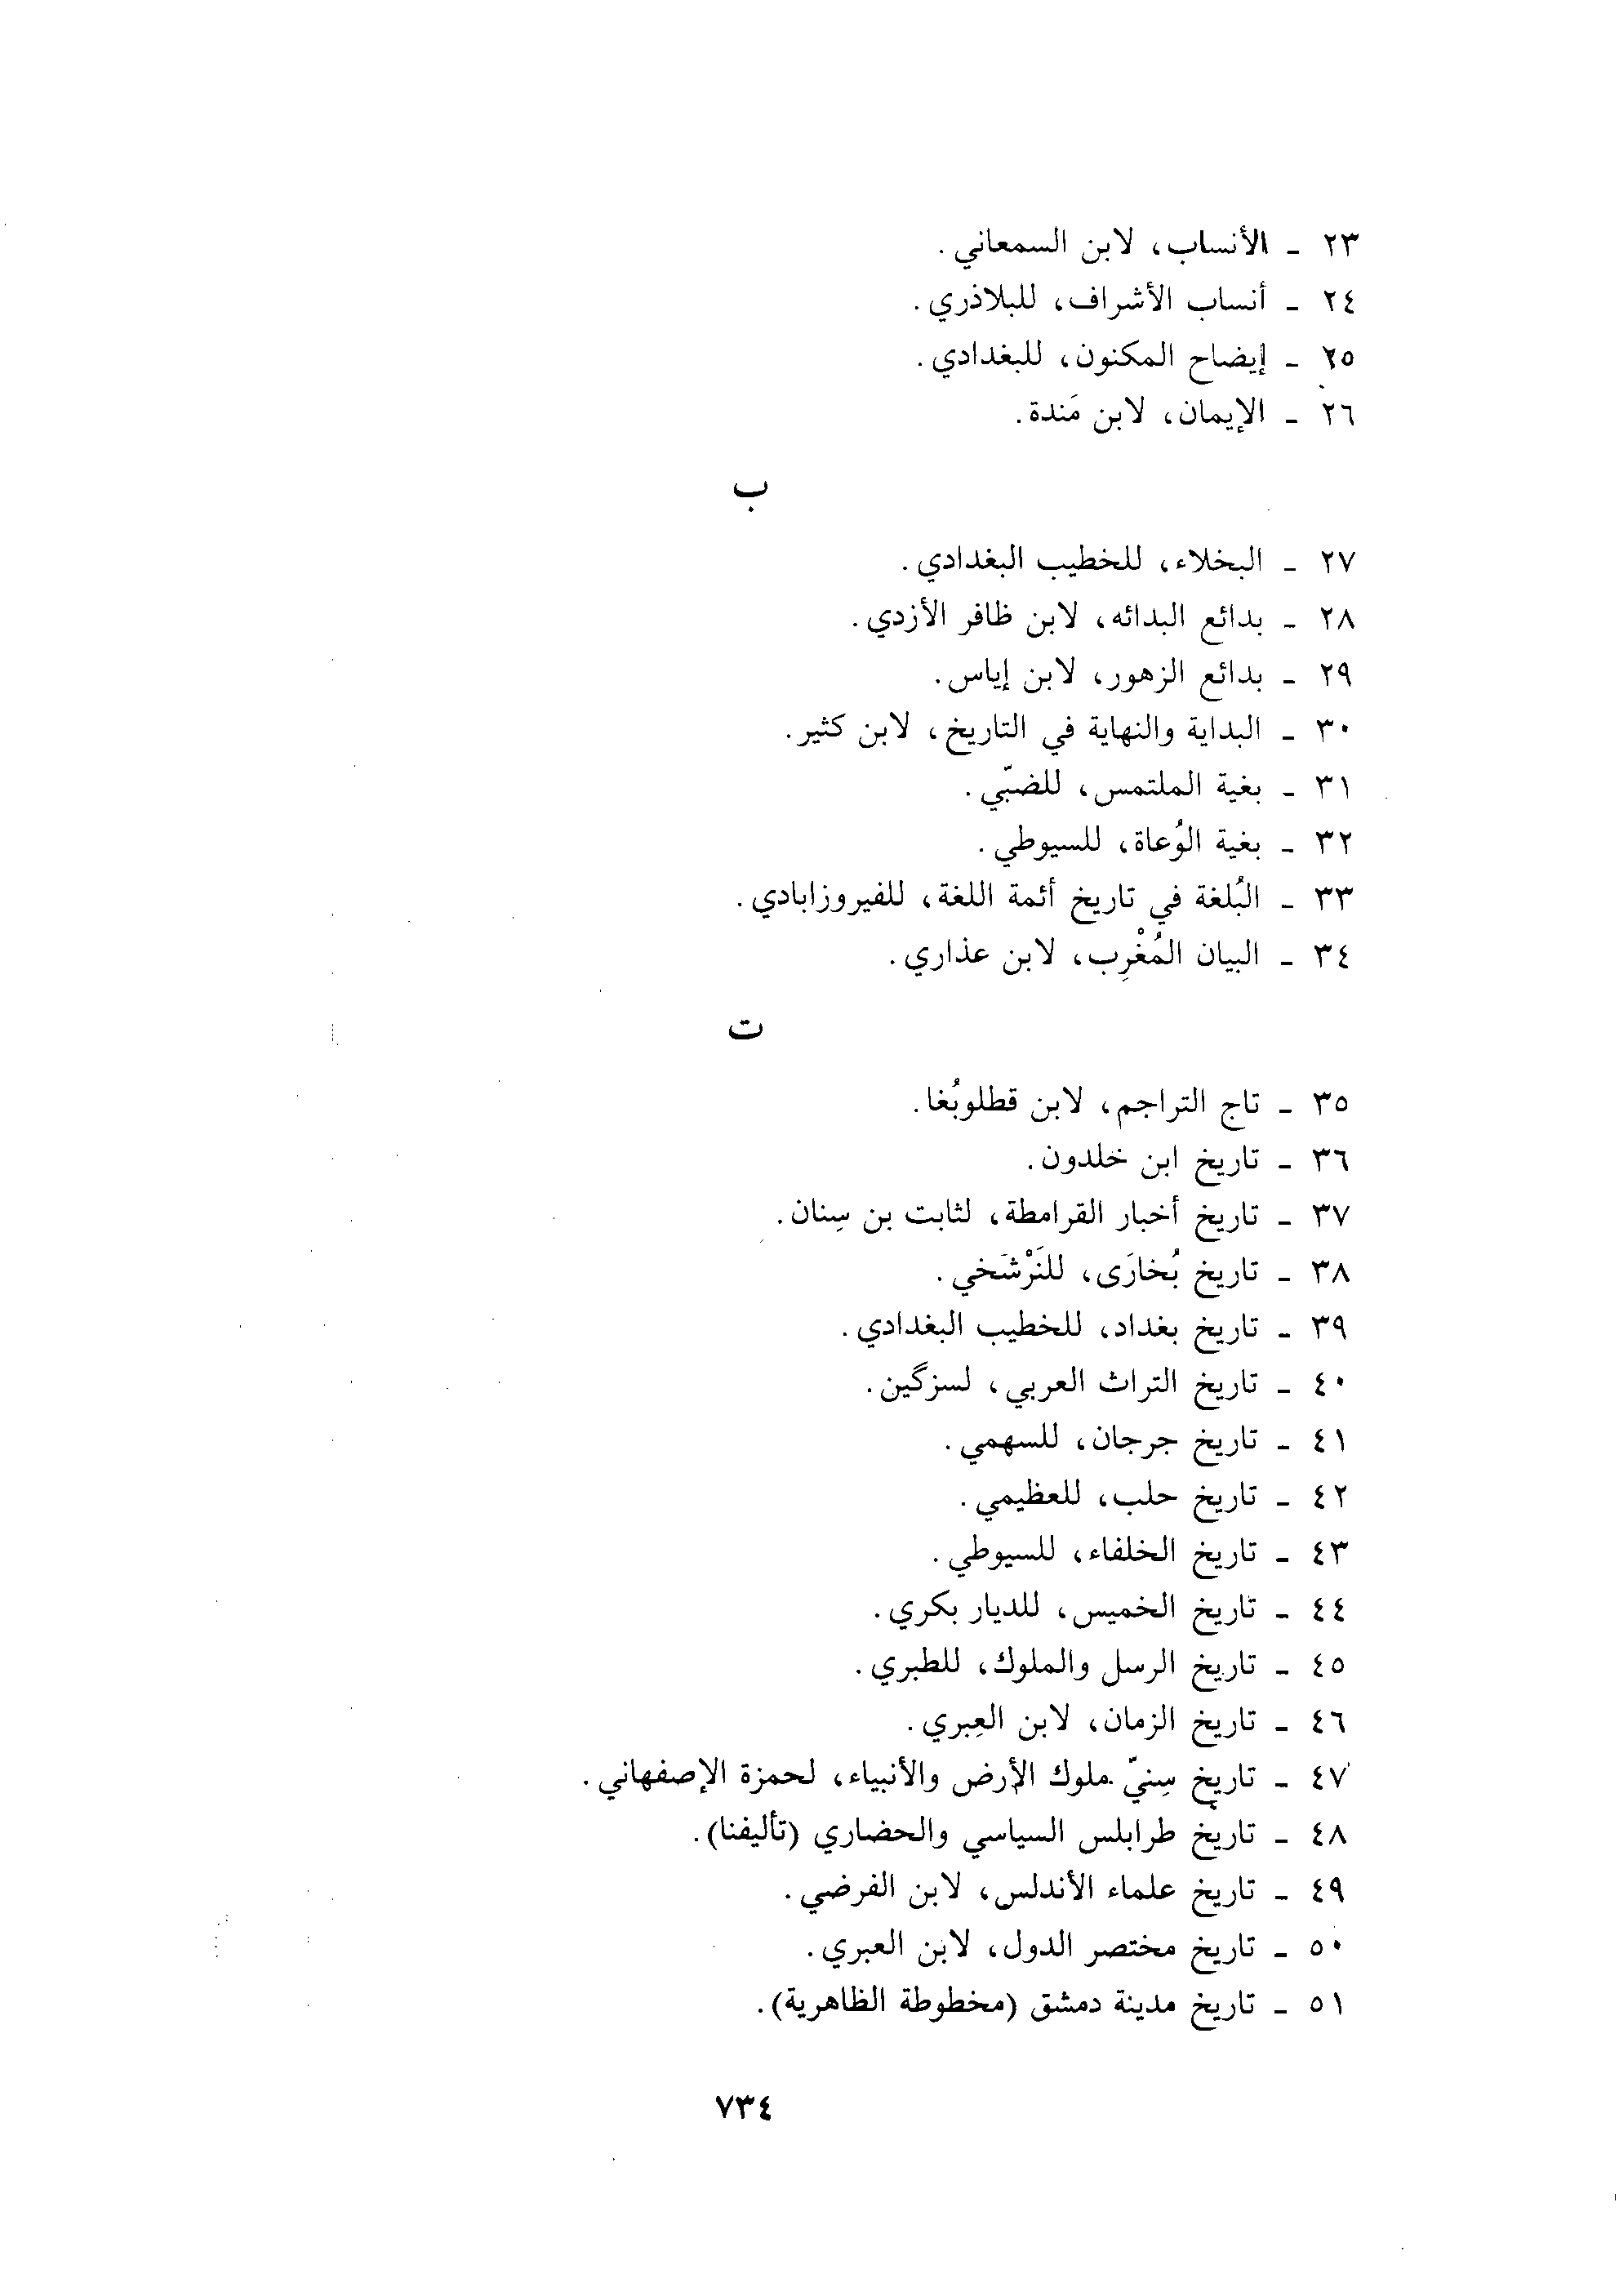 ٢٣ - الأنساب، لابن السمعاني.
٢٤ - أنساب الأشراف، للبلاذري.
٢٥ - إيضاح المكنون، للبغدادي.
٢٦ - الإيمان، لابن مَندة.
ب
٢٧ - البخلاء، للخطيب البغدادي.
٢٨ - بدائع البدائه، لابن ظافر الأزدي.
٢٩ - بدائع الزهور، لابن إياس.
٣٠ - البداية والنهاية في التاريخ، لابن كثير.
٣١ - بغية الملتمس، للضبّي.
٣٢ - بغية الوُعاة، للسيوطي.
٣٣ - البُلغة في تاريخ أئمة اللغة، للفيروزابادي.
٣٤ - البيان المُغْرِب، لابن عذاري.
ت
٣٥ - تاج التراجم، لابن قطلوبُغا.
٣٦ - تاريخ ابن خلدون.
٣٧ - تاريخ أخبار القرامطة، لثابت بن سِنان.
٣٨ - تاريخ بُخارَى، للنَرْشَخي.
٣٩ - تاريخ بغداد، للخطيب البغدادي.
٤٠ - تاريخ التراث العربي، لسزگين.
٤١ - تاريخ جرجان، للسهمي.
٤٢ - تاريخ حلب، للعظيمي.
٤٣ - تاريخ الخلفاء، للسيوطي.
٤٤ - تاريخ الخميس، للديار بكري.
٤٥ - تاريخ الرسل والملوك، للطبري.
٤٦ - تاريخ الزمان، لابن العِبري.
٤٧ - تاريخ سِنيّ ملوك الأرض والأنبياء، لحمزة الإصفهاني.
٤٨ - تاريخ طرابلس السياسي والحضاري (تأليفنا).
٤٩ - تاريخ علماء الأندلس، لابن الفرضي.
٥٠ - تاريخ مختصر الدول، لابن العبري.
٥١ - تاريخ مدينة دمشق (مخطوطة الظاهرية).
٧٣٤